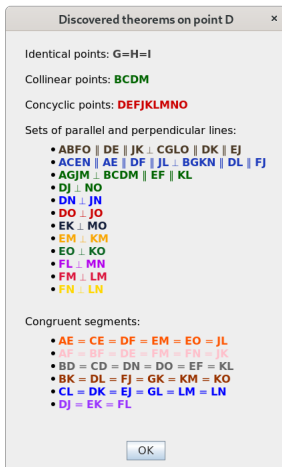 Discovered theorems on point D
×
Identical points: G=H=I
Collinear points: BCDM
Concyclic points: DEFJKLMNO
Sets of parallel and perpendicular lines:
• ABFO ∥ DE ∥ JK ⊥ CGLO ∥ DK ∥ EJ
• ACEN ∥ AE ∥ DF ∥ JL ⊥ BGKN ∥ DL ∥ FJ
• AGJM ⊥ BCDM ∥ EF ∥ KL
• DJ ⊥ NO
• DN ⊥ JN
• DO ⊥ JO
• EK ⊥ MO
• EM ⊥ KM
• EO ⊥ KO
• FL ⊥ MN
• FM ⊥ LM
• FN ⊥ LN
Congruent segments:
• AE = CE = DF = EM = EO = JL
• AF = BF = DE = FM = FN = JK
• BD = CD = DN = DO = EF = KL
• BK = DL = FJ = GK = KM = KO
• CL = DK = EJ = GL = LM = LN
• DJ = EK = FL
OK